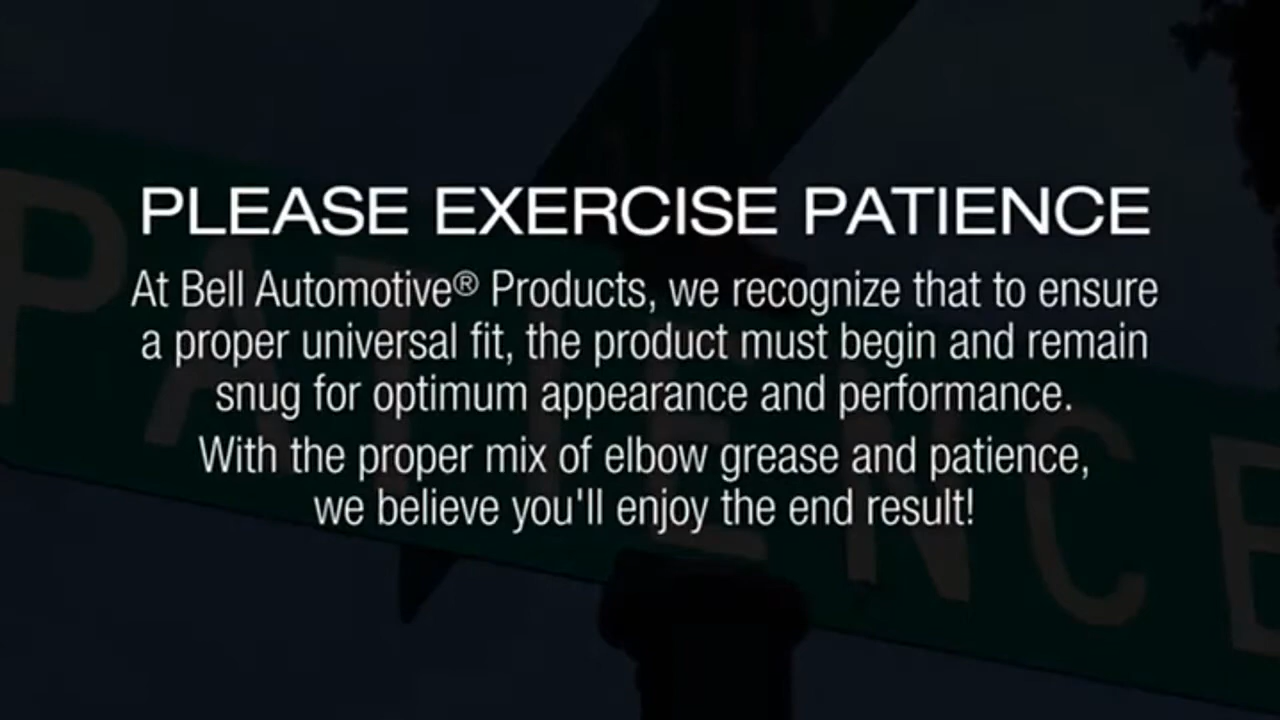 PLEASE EXERCISE PATIENCE
At Bell Automotive® Products, we recognize that to ensure
a proper universal fit, the product must begin and remain
snug for optimum appearance and performance.
With the proper mix of elbow grease and patience,
we believe you'll enjoy the end result!
PATIENCE